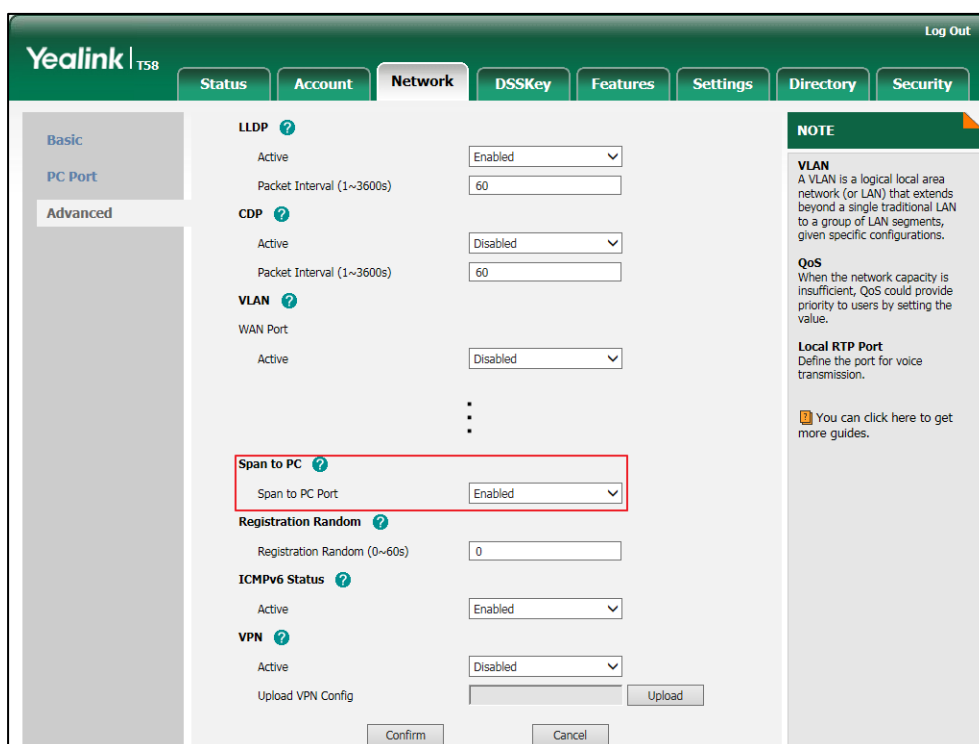 Log Out
Yealink | T58
Status Account Network DSSKey Features Settings Directory Security
Basic
PC Port
Advanced
LLDP ?
Active Enabled
Packet Interval (1~3600s) 60
CDP ?
Active Disabled
Packet Interval (1~3600s) 60
VLAN ?
WAN Port
Active Disabled
Span to PC ?
Span to PC Port Enabled
Registration Random ?
Registration Random (0~60s) 0
ICMPv6 Status ?
Active Enabled
VPN ?
Active Disabled
Upload VPN Config Upload
Confirm Cancel
NOTE
VLAN
A VLAN is a logical local area
network (or LAN) that extends
beyond a single traditional LAN
to a group of LAN segments,
given specific configurations.
QoS
When the network capacity is
insufficient, QoS could provide
priority to users by setting the
value.
Local RTP Port
Define the port for voice
transmission.
? You can click here to get
more guides.